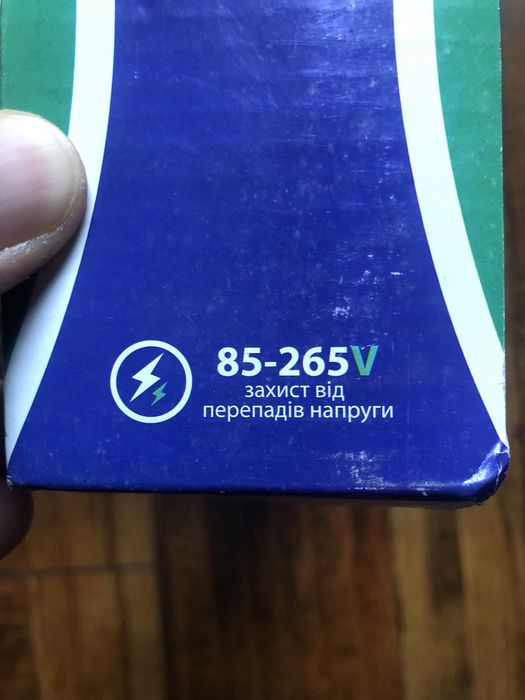 85-265V
захист від
перепадів напруги